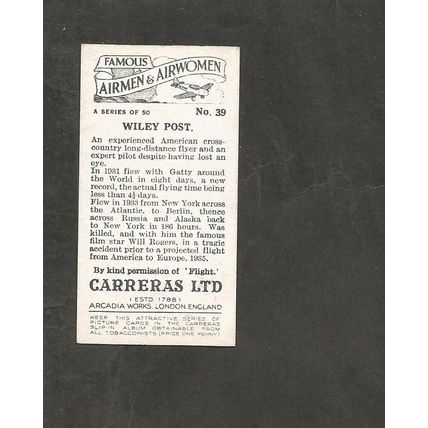 FAMOUS
AIRMEN & AIRWOMEN
A SERIES OF 50 No. 39
WILEY POST.
An experienced American cross-
country long-distance flyer and an
expert pilot despite having lost an
eye.
In 1931 flew with Gatty around
the World in eight days, a new
record, the actual flying time being
less than 4½ days.
Flew in 1933 from New York across
the Atlantic, to Berlin, thence
across Russia and Alaska back
to New York in 186 hours. Was
killed, and with him the famous
film star Will Rogers, in a tragic
accident prior to a projected flight
from America to Europe, 1935.
By kind permission of 'Flight.'
CARRERAS LTD
(ESTD 1788)
ARCADIA WORKS, LONDON, ENGLAND
KEEP THIS ATTRACTIVE SERIES OF
PICTURE CARDS IN THE CARRERAS
SLIP-IN ALBUM OBTAINABLE FROM
ALL TOBACCONISTS (PRICE ONE PENNY)